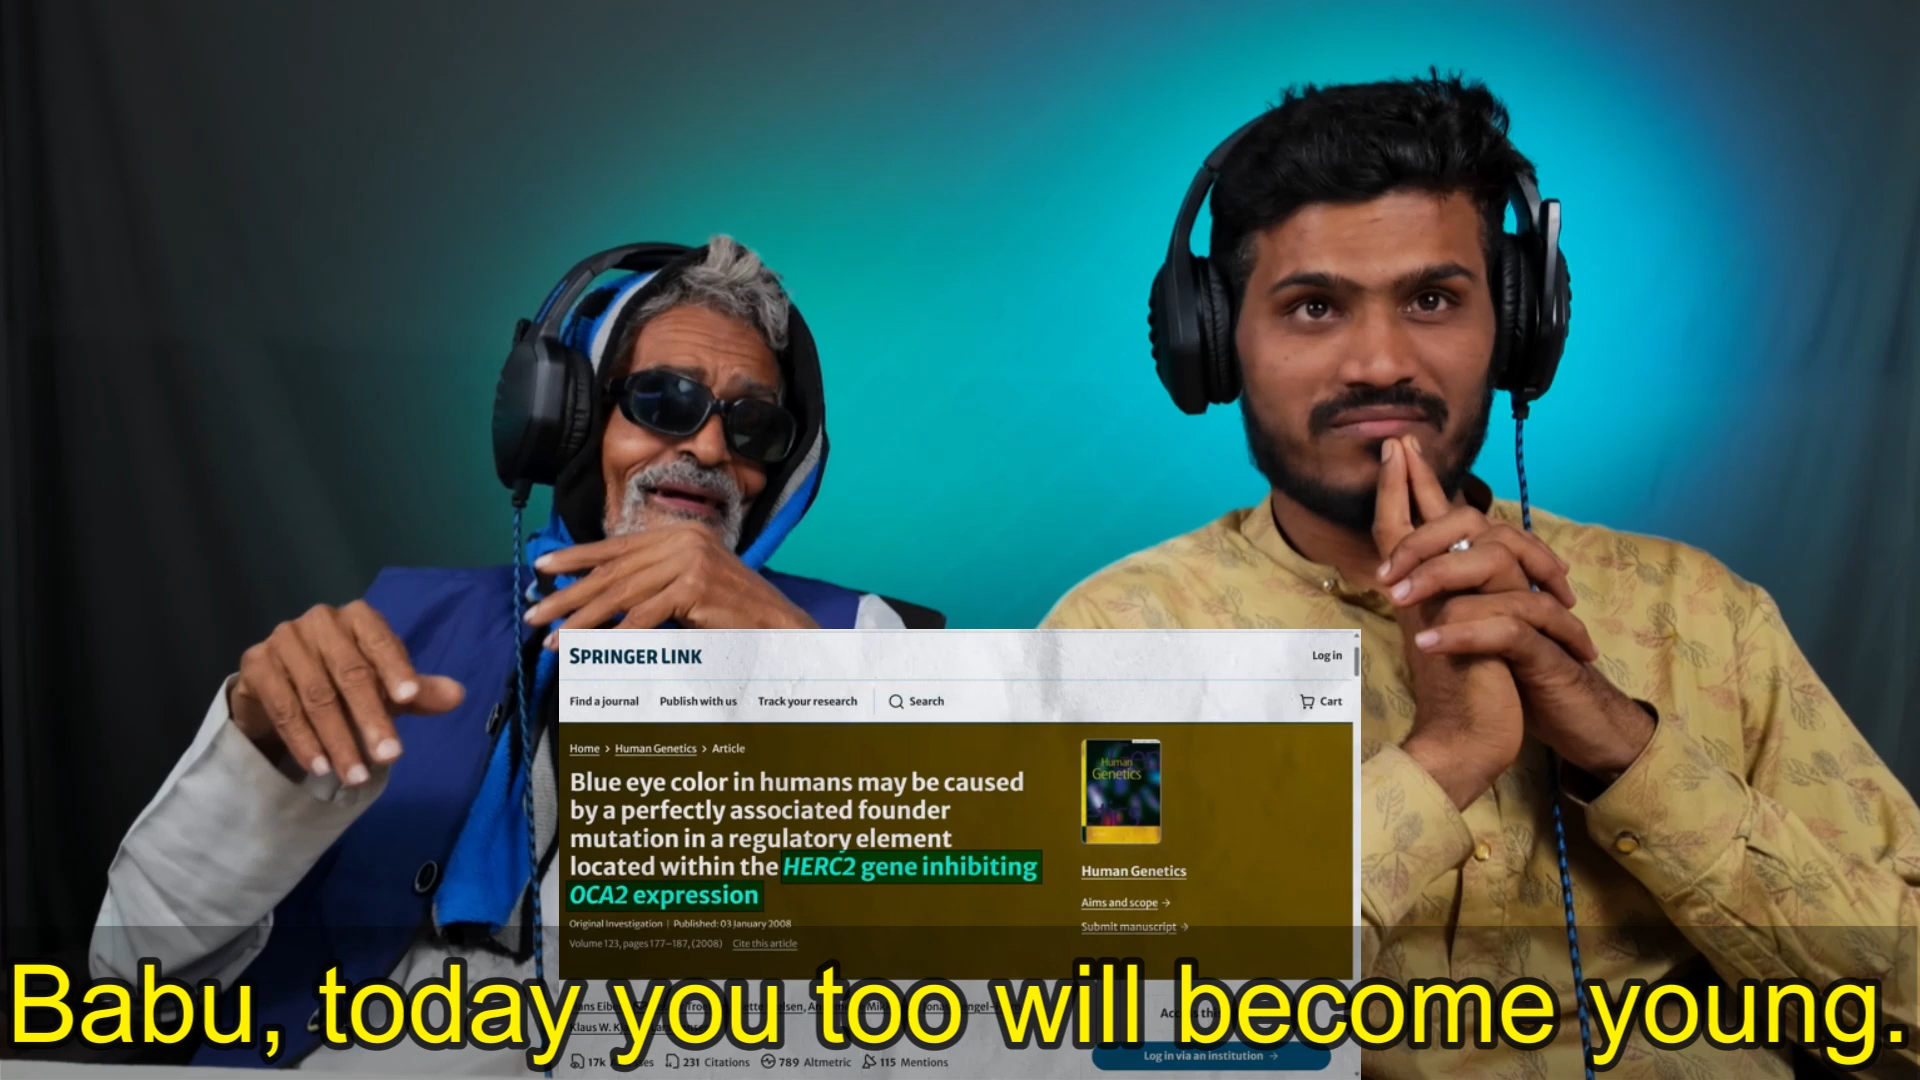 SPRINGER LINK
Log in
Find a journal Publish with us Track your research Search
Cart
Home > Human Genetics > Article
Blue eye color in humans may be caused
by a perfectly associated founder
mutation in a regulatory element
located within the HERC2 gene inhibiting
OCA2 expression
Original Investigation | Published: 03 January 2008
Volume 123, pages 177–187, (2008) Cite this article
Human
Genetics
Human Genetics
Aims and scope →
Submit manuscript →
Babu, today you too will become young.
Klaus W.
17k 231 Citations 789 Altmetric 115 Mentions
Log in via an institution →